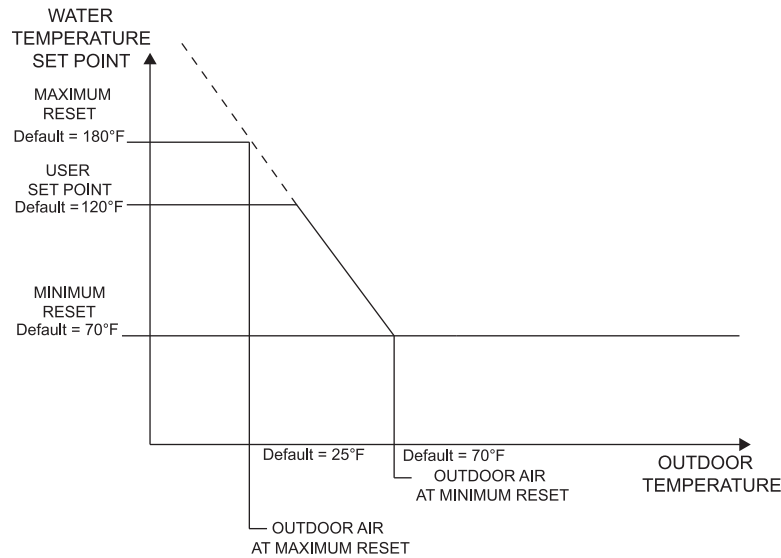 WATER
TEMPERATURE
SET POINT
MAXIMUM
RESET
Default = 180°F
USER
SET POINT
Default =120°F
MINIMUM
RESET
Default = 70°F
Default = 25°F
Default = 70°F
OUTDOOR
TEMPERATURE
OUTDOOR AIR
AT MINIMUM RESET
OUTDOOR AIR
AT MAXIMUM RESET